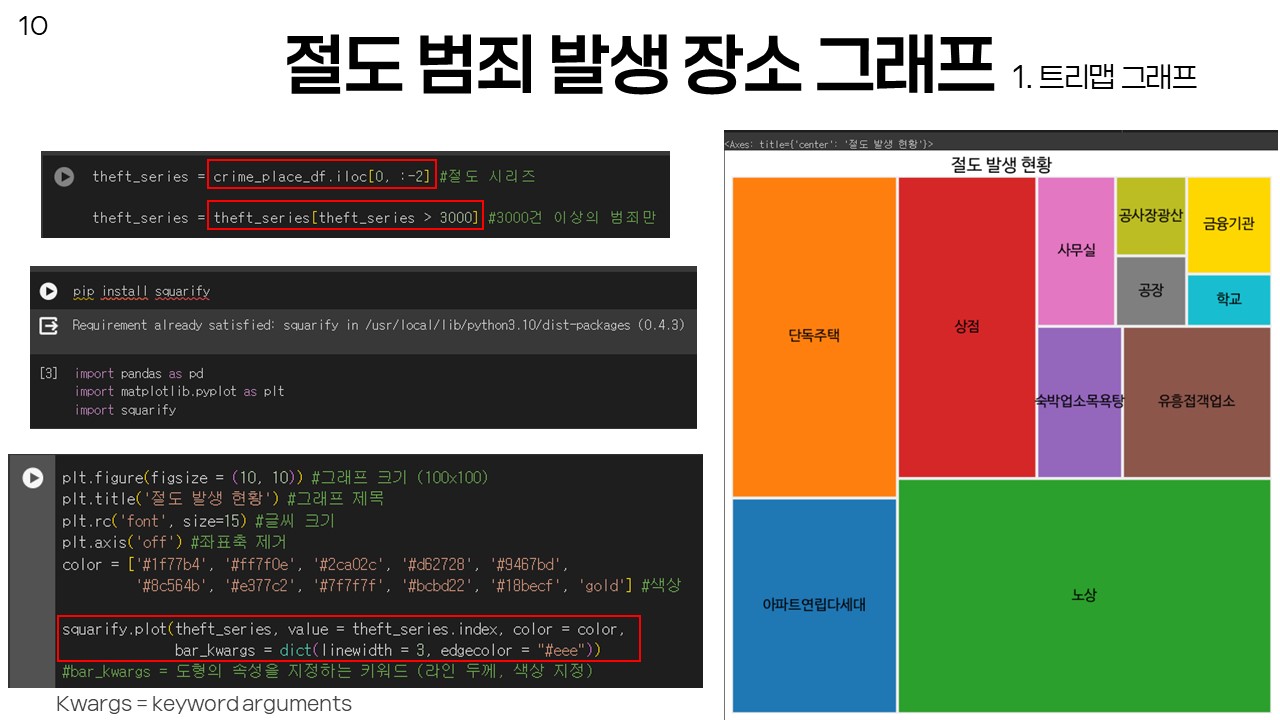 10
절도 범죄 발생 장소 그래프 1. 트리맵 그래프
theft_series = crime_place_df.iloc[0, :-2] #절도 시리즈
theft_series = theft_series[theft_series > 3000] #3000건 이상의 범죄만
pip install squarify
Requirement already satisfied: squarify in /usr/local/lib/python3.10/dist-packages (0.4.3)
[3] import pandas as pd
import matplotlib.pyplot as plt
import squarify
plt.figure(figsize = (10, 10)) #그래프 크기 (100x100)
plt.title('절도 발생 현황') #그래프 제목
plt.rc('font', size=15) #글씨 크기
plt.axis('off') #좌표축 제거
color = ['#1f77b4', '#ff7f0e', '#2ca02c', '#d62728', '#9467bd',
'#8c564b', '#e377c2', '#7f7f7f', '#bcbd22', '#18becf', 'gold'] #색상
squarify.plot(theft_series, value = theft_series.index, color = color,
bar_kwargs = dict(linewidth = 3, edgecolor = "#eee"))
#bar_kwargs = 도형의 속성을 지정하는 키워드 (라인 두께, 색상 지정)
Kwargs = keyword arguments
<Axes: title={'center': '절도 발생 현황'}>
절도 발생 현황
단독주택
상점
사무실
공사장광산
금융기관
공장
학교
숙박업소목욕탕
유흥접객업소
아파트연립다세대
노상